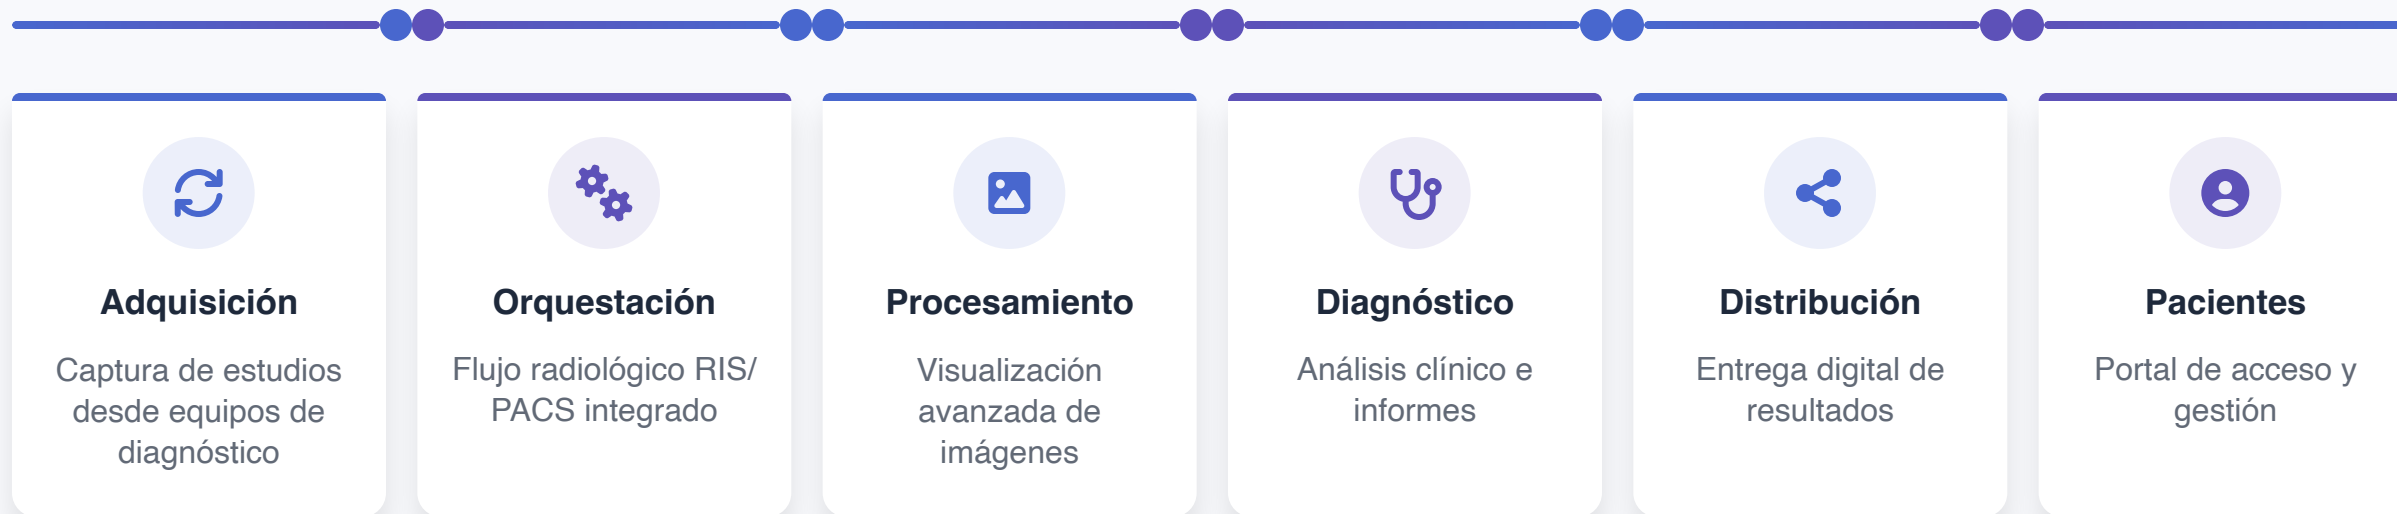 Adquisición
Captura de estudios
desde equipos de
diagnóstico
Orquestación
Flujo radiológico RIS/
PACS integrado
Procesamiento
Visualización
avanzada de
imágenes
Diagnóstico
Análisis clínico e
informes
Distribución
Entrega digital de
resultados
Pacientes
Portal de acceso y
gestión